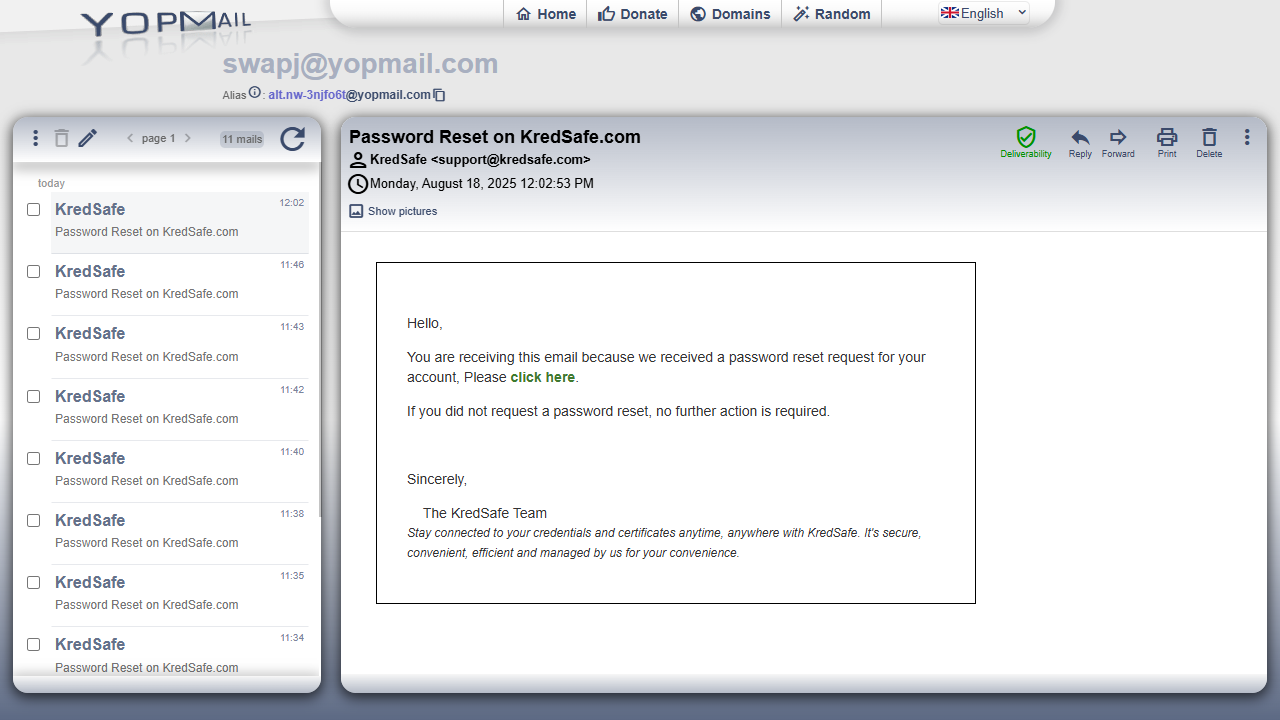 YOPMAIL
Home
Donate
Domains
Random
English
swapj@yopmail.com
Alias : alt.nw-3njfo6t@yopmail.com
page 1
11 mails
today
KredSafe 12:02
Password Reset on KredSafe.com
KredSafe 11:46
Password Reset on KredSafe.com
KredSafe 11:43
Password Reset on KredSafe.com
KredSafe 11:42
Password Reset on KredSafe.com
KredSafe 11:40
Password Reset on KredSafe.com
KredSafe 11:38
Password Reset on KredSafe.com
KredSafe 11:35
Password Reset on KredSafe.com
KredSafe 11:34
Password Reset on KredSafe.com
Password Reset on KredSafe.com
KredSafe <support@kredsafe.com>
Monday, August 18, 2025 12:02:53 PM
Show pictures
Deliverability
Reply
Forward
Print
Delete
Hello,
You are receiving this email because we received a password reset request for your
account, Please click here.
If you did not request a password reset, no further action is required.
Sincerely,
The KredSafe Team
Stay connected to your credentials and certificates anytime, anywhere with KredSafe. It's secure,
convenient, efficient and managed by us for your convenience.